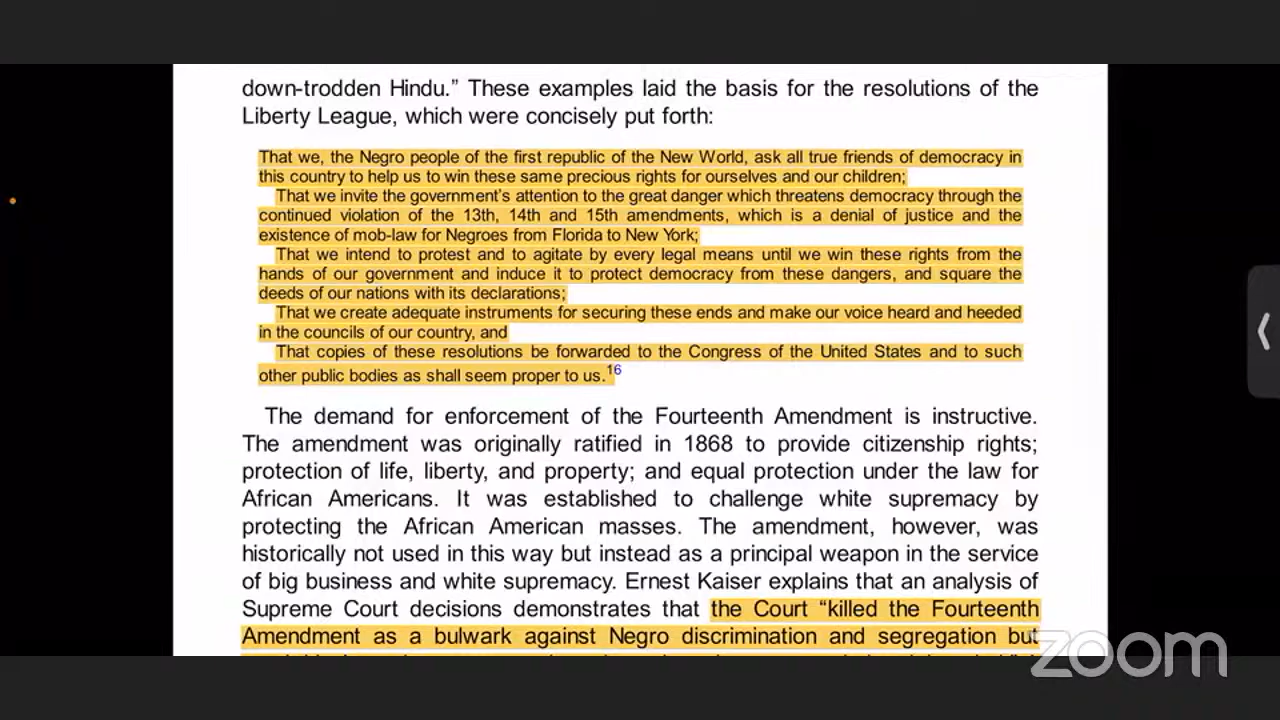 down-trodden Hindu.” These examples laid the basis for the resolutions of the
Liberty League, which were concisely put forth:
That we, the Negro people of the first republic of the New World, ask all true friends of democracy in
this country to help us to win these same precious rights for ourselves and our children;
That we invite the government’s attention to the great danger which threatens democracy through the
continued violation of the 13th, 14th and 15th amendments, which is a denial of justice and the
existence of mob-law for Negroes from Florida to New York;
That we intend to protest and to agitate by every legal means until we win these rights from the
hands of our government and induce it to protect democracy from these dangers, and square the
deeds of our nations with its declarations;
That we create adequate instruments for securing these ends and make our voice heard and heeded
in the councils of our country, and
That copies of these resolutions be forwarded to the Congress of the United States and to such
other public bodies as shall seem proper to us.16
The demand for enforcement of the Fourteenth Amendment is instructive.
The amendment was originally ratified in 1868 to provide citizenship rights;
protection of life, liberty, and property; and equal protection under the law for
African Americans. It was established to challenge white supremacy by
protecting the African American masses. The amendment, however, was
historically not used in this way but instead as a principal weapon in the service
of big business and white supremacy. Ernest Kaiser explains that an analysis of
Supreme Court decisions demonstrates that the Court “killed the Fourteenth
Amendment as a bulwark against Negro discrimination and segregation but
zoom